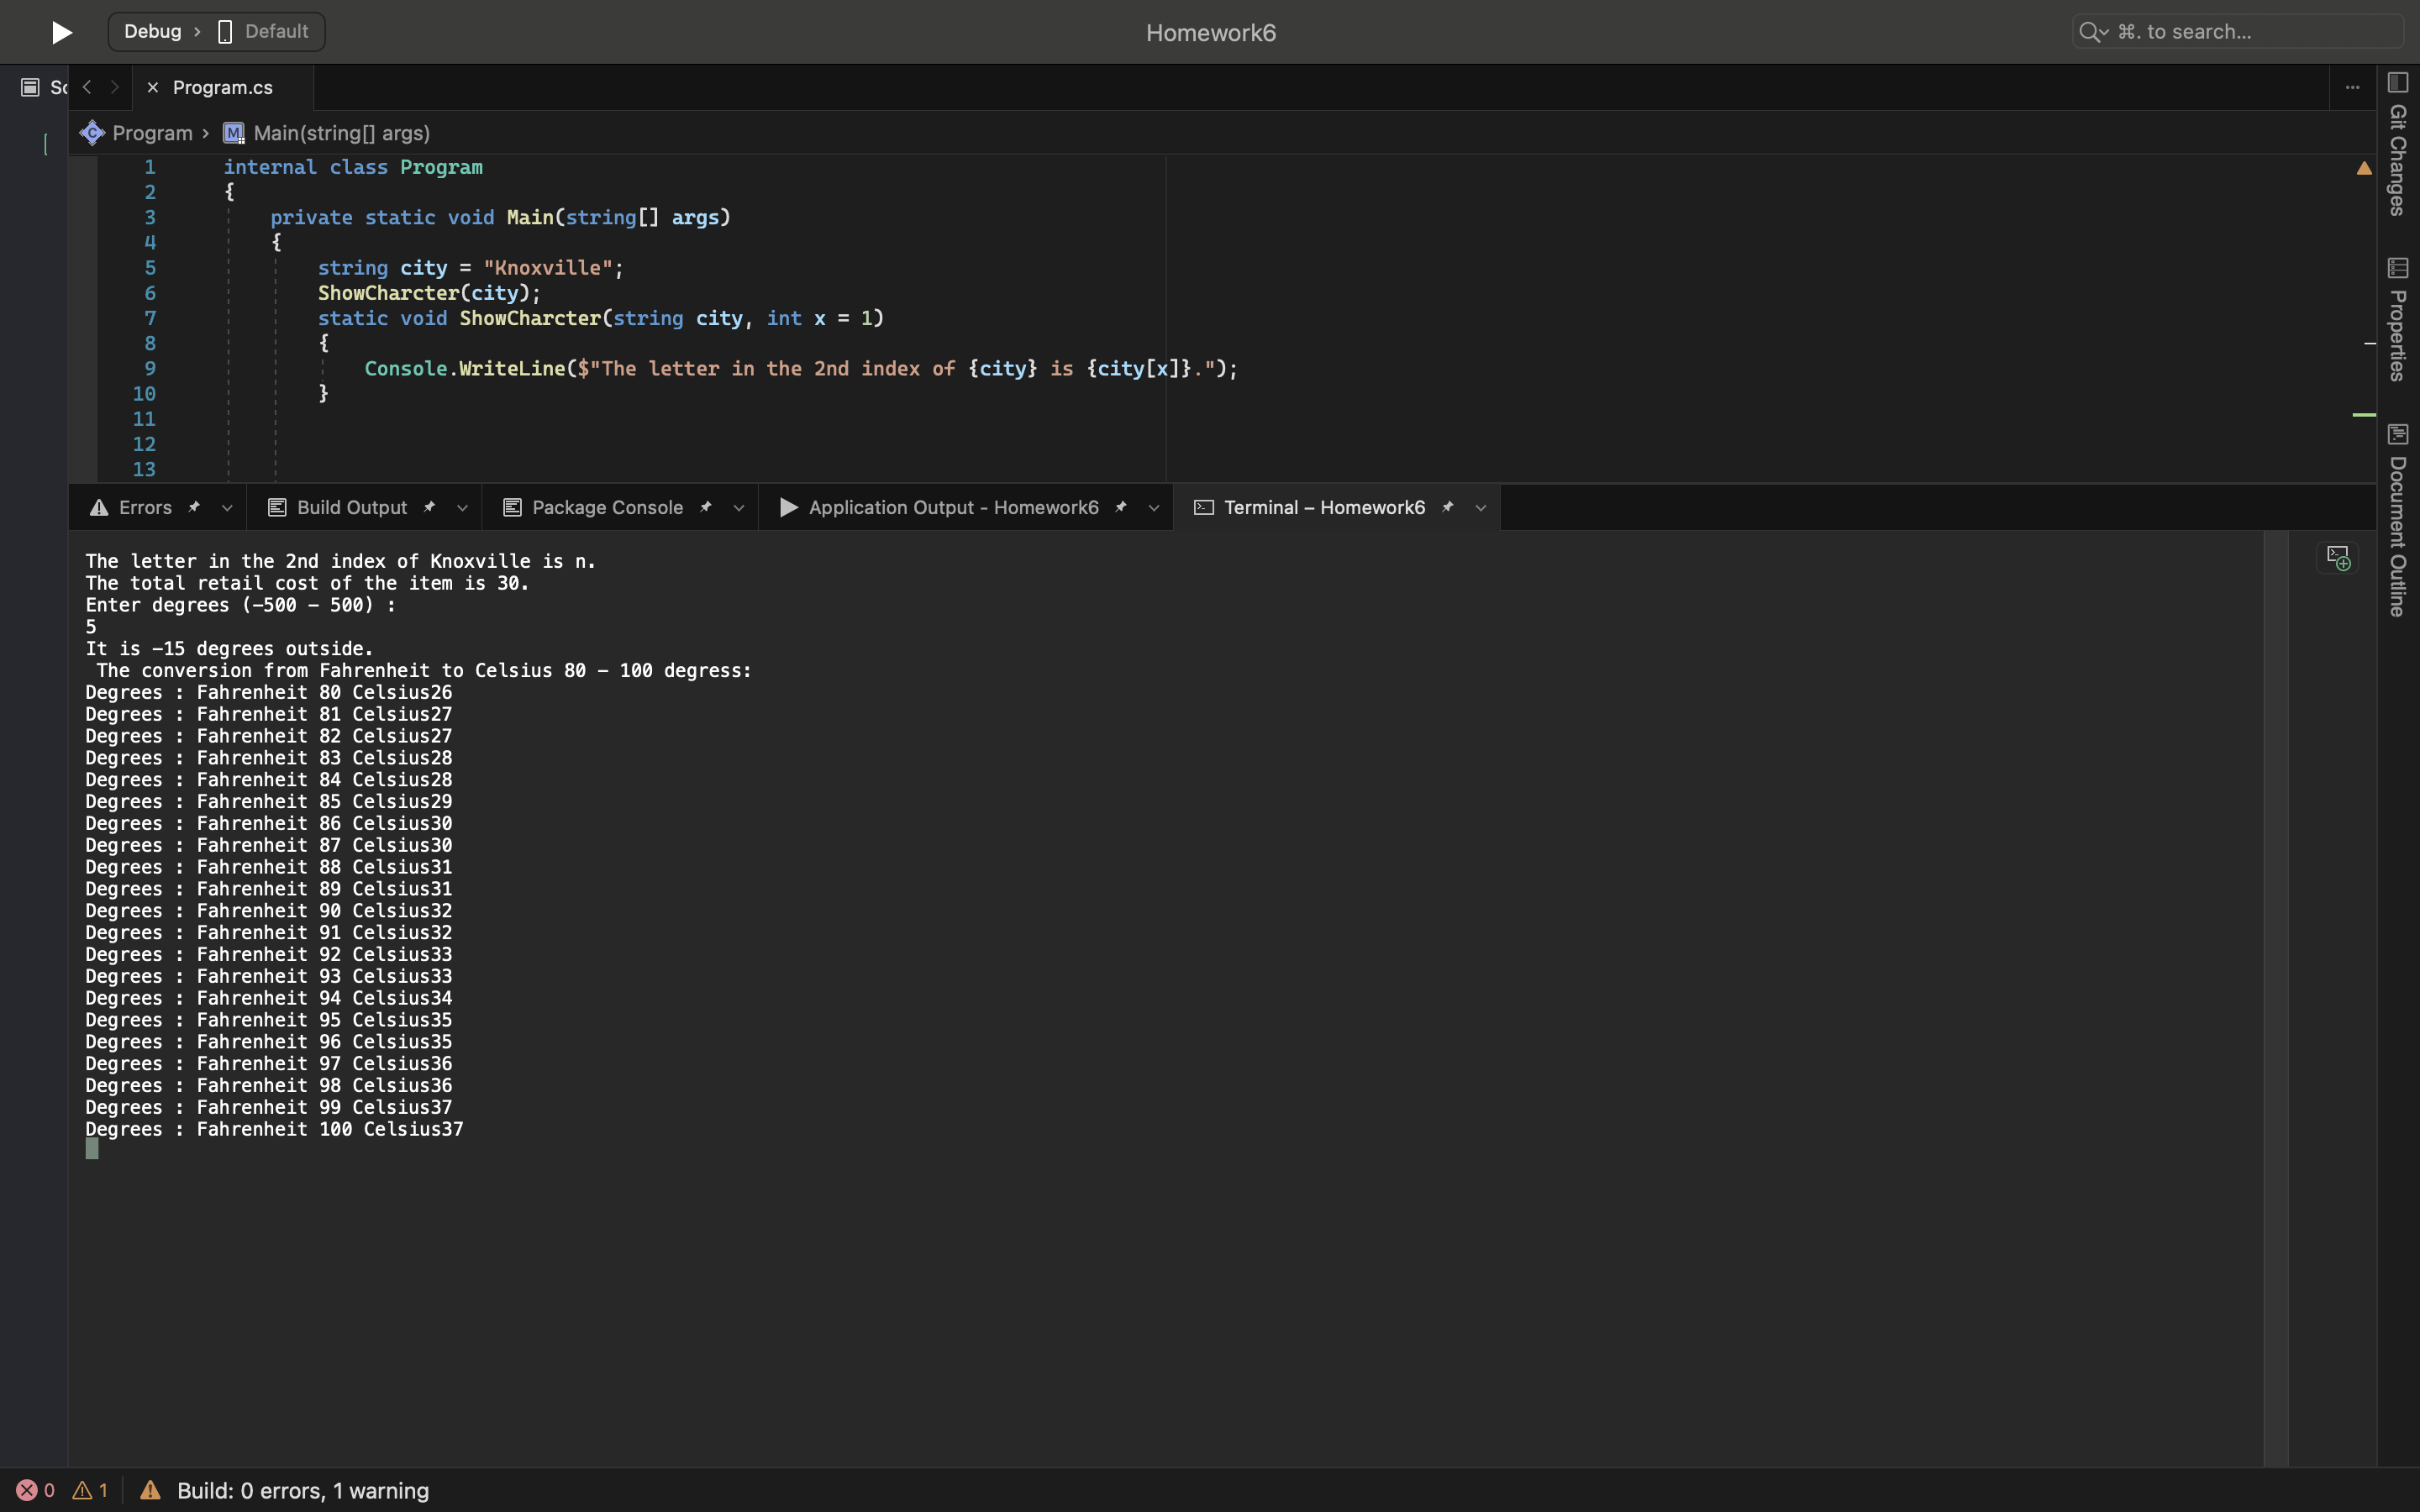 Debug › Default
Homework6
⌘. to search...
Program.cs
Program › Main(string[] args)
1 internal class Program
2 {
3 private static void Main(string[] args)
4 {
5 string city = "Knoxville";
6 ShowCharcter(city);
7 static void ShowCharcter(string city, int x = 1)
8 {
9 Console.WriteLine($"The letter in the 2nd index of {city} is {city[x]}.");
10 }
11
12
13
Errors
Build Output
Package Console
Application Output - Homework6
Terminal – Homework6
The letter in the 2nd index of Knoxville is n.
The total retail cost of the item is 30.
Enter degrees (-500 - 500) :
5
It is -15 degrees outside.
The conversion from Fahrenheit to Celsius 80 - 100 degress:
Degrees : Fahrenheit 80 Celsius26
Degrees : Fahrenheit 81 Celsius27
Degrees : Fahrenheit 82 Celsius27
Degrees : Fahrenheit 83 Celsius28
Degrees : Fahrenheit 84 Celsius28
Degrees : Fahrenheit 85 Celsius29
Degrees : Fahrenheit 86 Celsius30
Degrees : Fahrenheit 87 Celsius30
Degrees : Fahrenheit 88 Celsius31
Degrees : Fahrenheit 89 Celsius31
Degrees : Fahrenheit 90 Celsius32
Degrees : Fahrenheit 91 Celsius32
Degrees : Fahrenheit 92 Celsius33
Degrees : Fahrenheit 93 Celsius33
Degrees : Fahrenheit 94 Celsius34
Degrees : Fahrenheit 95 Celsius35
Degrees : Fahrenheit 96 Celsius35
Degrees : Fahrenheit 97 Celsius36
Degrees : Fahrenheit 98 Celsius36
Degrees : Fahrenheit 99 Celsius37
Degrees : Fahrenheit 100 Celsius37
Git Changes
Properties
Document Outline
0 1 Build: 0 errors, 1 warning